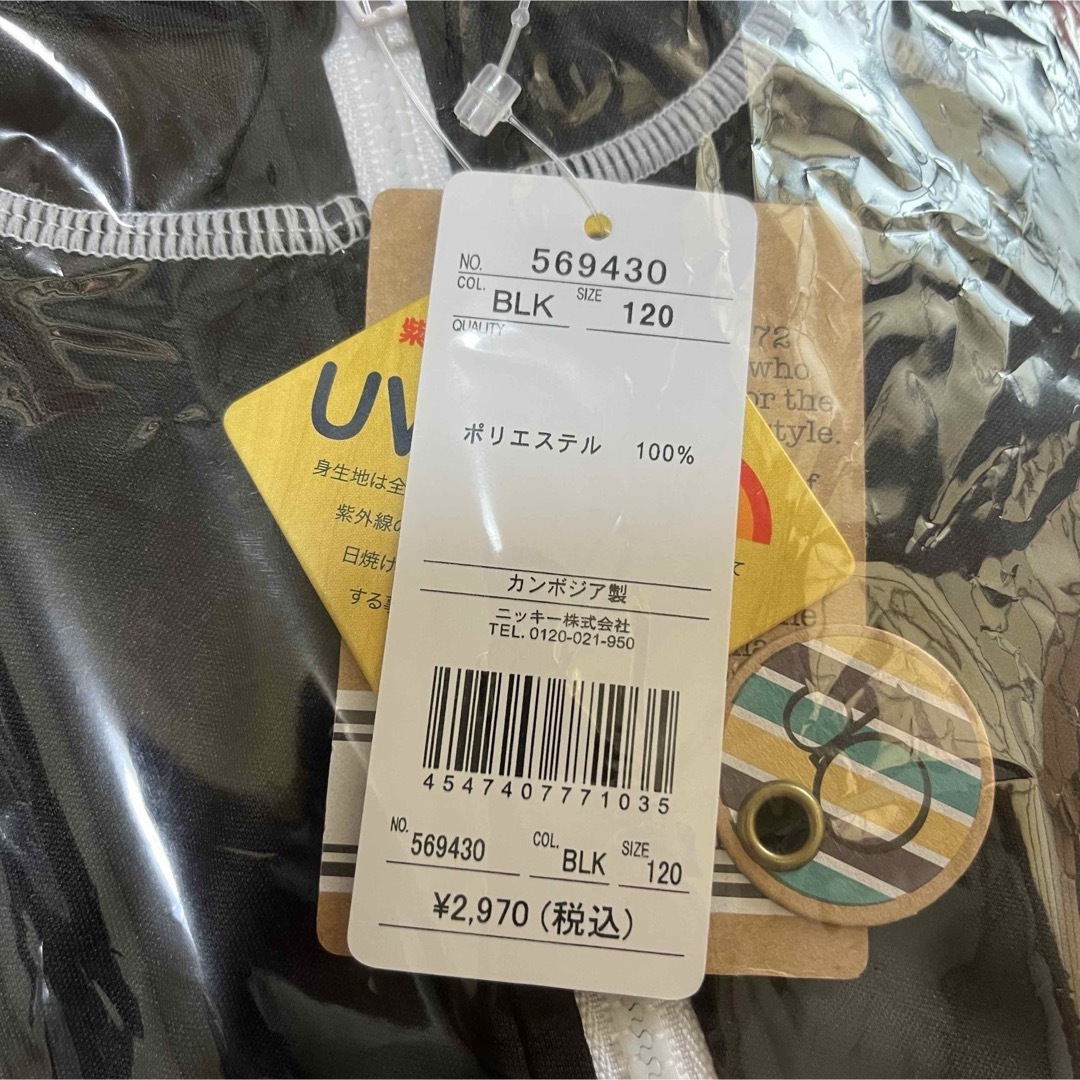 NO. 569430
COL. BLK SIZE 120
QUALITY
ポリエステル 100%
カンボジア製
ニッキー株式会社
TEL. 0120-021-950
4547407771035
NO. 569430 COL. BLK SIZE 120
¥2,970(税込)
紫
UV
身生地は全
紫外線の
日焼け
する
て
72
who
or the
tyle.
f